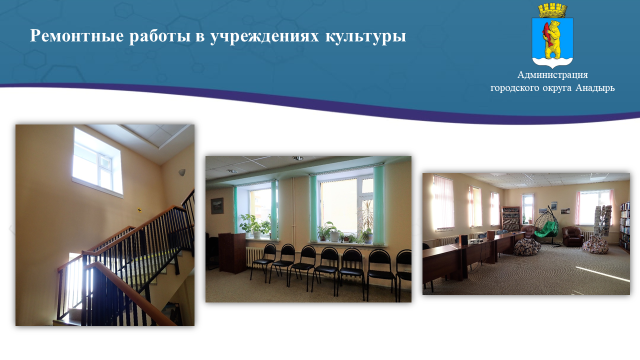 Ремонтные работы в учреждениях культуры
Администрация
городского округа Анадырь